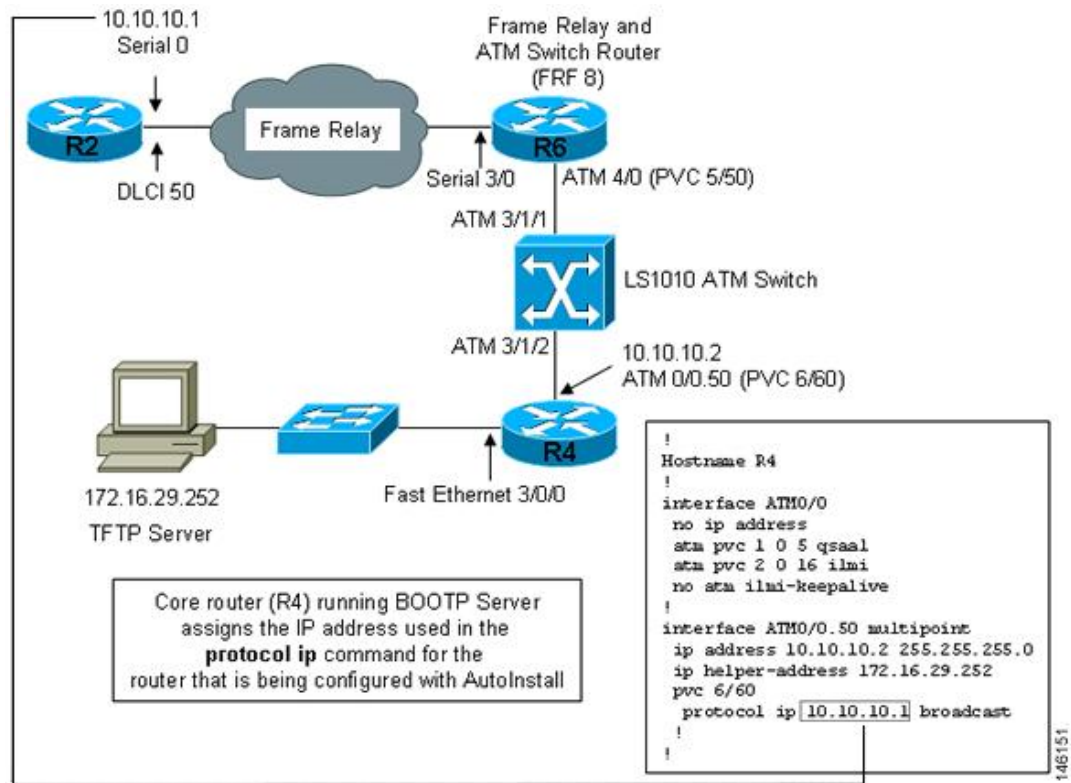 10.10.10.1
Serial 0
Frame Relay and
ATM Switch Router
(FRF 8)
R2
Frame Relay
R6
DLCI 50
Serial 3/0
ATM 4/0 (PVC 5/50)
ATM 3/1/1
LS1010 ATM Switch
ATM 3/1/2
10.10.10.2
ATM 0/0.50 (PVC 6/60)
R4
172.16.29.252
TFTP Server
Fast Ethernet 3/0/0
Core router (R4) running BOOTP Server
assigns the IP address used in the
protocol ip command for the
router that is being configured with AutoInstall
!
Hostname R4
!
interface ATM0/0
no ip address
atm pvc 1 0 5 qsaal
atm pvc 2 0 16 ilmi
no atm ilmi-keepalive
!
interface ATM0/0.50 multipoint
ip address 10.10.10.2 255.255.255.0
ip helper-address 172.16.29.252
pvc 6/60
protocol ip 10.10.10.1 broadcast
!
!
146151